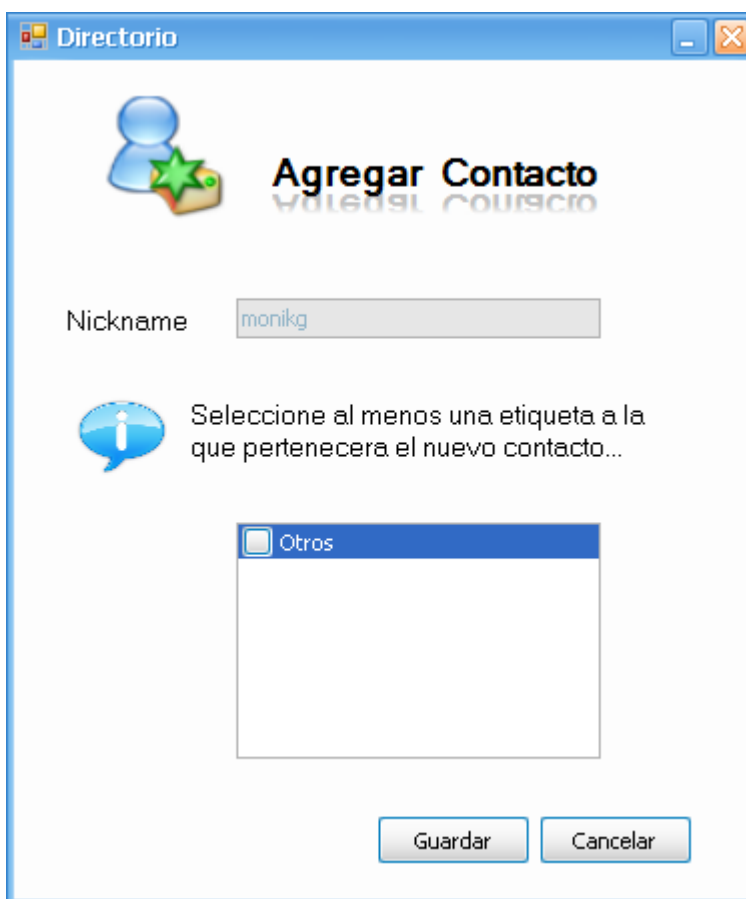 Directorio
Agregar Contacto
Nickname
monikg
Seleccione al menos una etiqueta a la
que pertenecera el nuevo contacto...
Otros
Guardar
Cancelar